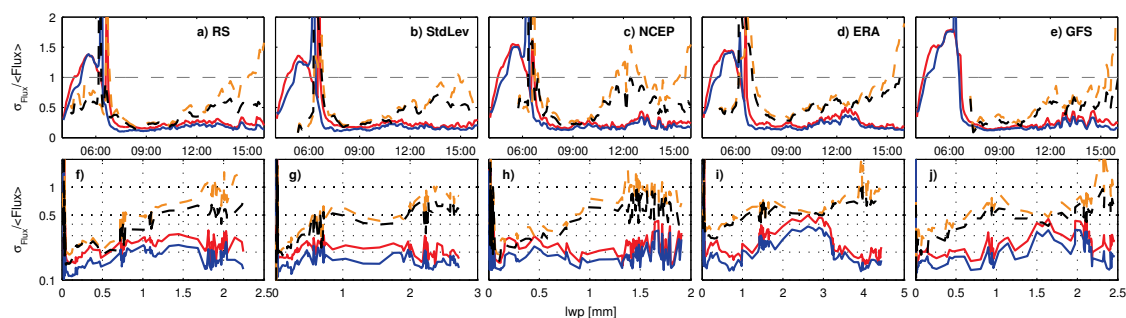 2 a) RS b) StdLev c) NCEP d) ERA e) GFS
1.5
σFlux/<Flux>
1
0.5
0
06:00 09:00 12:00 15:00 06:00 09:00 12:00 15:00 06:00 09:00 12:00 15:00 06:00 09:00 12:00 15:00 06:00 09:00 12:00 15:00
f) g) h) i) j)
1
σFlux/<Flux>
0.5
0.1
0 0.5 1 1.5 2 2.5 0 1 2 3 0 0.5 1 1.5 2 0 1 2 3 4 5 0 0.5 1 1.5 2 2.5
lwp [mm]